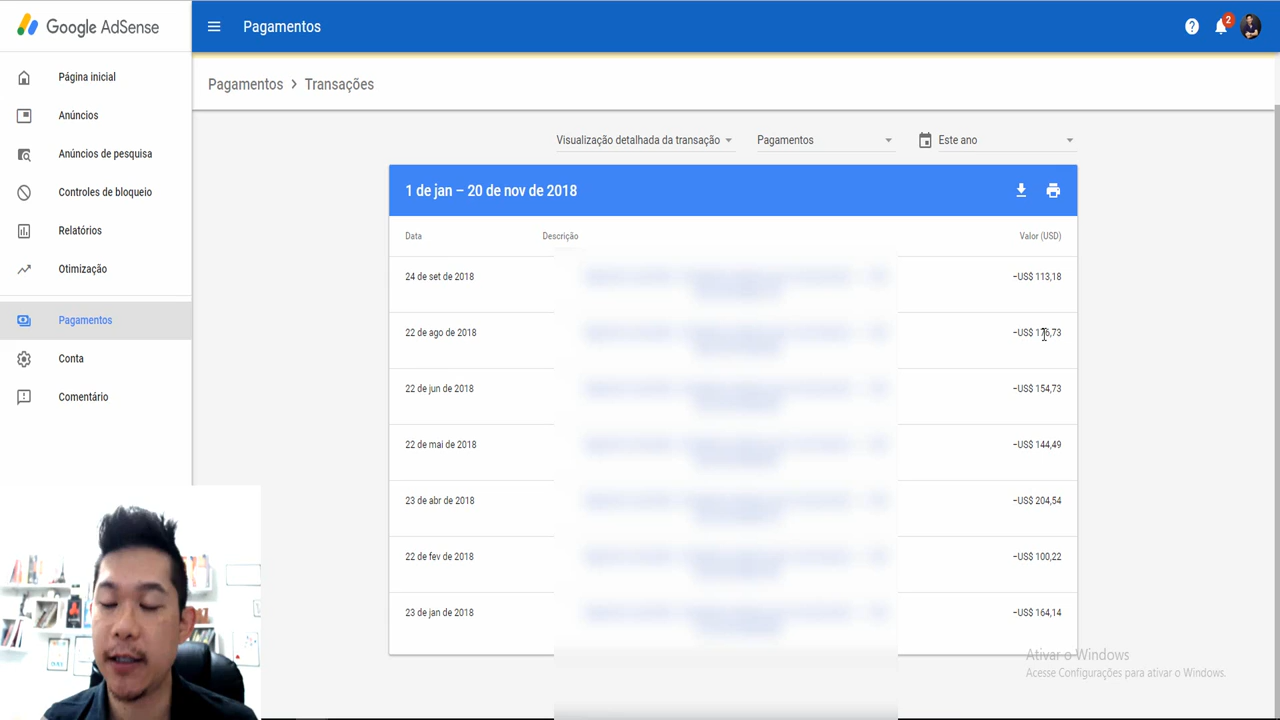 Google AdSense
Pagamentos
2
Página inicial
Anúncios
Anúncios de pesquisa
Controles de bloqueio
Relatórios
Otimização
Pagamentos
Conta
Comentário
Pagamentos > Transações
Visualização detalhada da transação Pagamentos Este ano
1 de jan – 20 de nov de 2018
Data Descrição Valor (USD)
24 de set de 2018 −US$ 113,18
22 de ago de 2018 −US$ 176,73
22 de jun de 2018 −US$ 154,73
22 de mai de 2018 −US$ 144,49
23 de abr de 2018 −US$ 204,54
22 de fev de 2018 −US$ 100,22
23 de jan de 2018 −US$ 164,14
Ativar o Windows
Acesse Configurações para ativar o Windows.